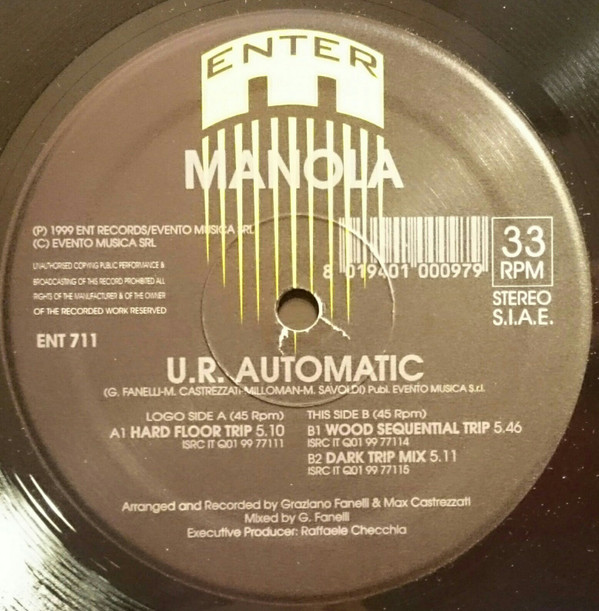 ENTER
MANOLA
(P) 1999 ENT RECORDS/EVENTO MUSICA SRL
(C) EVENTO MUSICA SRL
UNAUTHORISED COPYING PUBLIC PERFORMANCE &
BROADCASTING OF THIS RECORD PROHIBITED ALL
RIGHTS OF THE MANUFACTURER & OF THE OWNER
OF THE RECORDED WORK RESERVED
ENT 711
8 019401 000979
33
RPM
STEREO
S.I.A.E.
U.R. AUTOMATIC
(G. FANELLI-M. CASTREZZATI-MILLOMAN-M. SAVOLDI) Publ. EVENTO MUSICA S.r.l.
LOGO SIDE A (45 Rpm)
A1 HARD FLOOR TRIP 5.10
ISRC IT Q01 99 77111
THIS SIDE B (45 Rpm)
B1 WOOD SEQUENTIAL TRIP 5.46
ISRC IT Q01 99 77114
B2 DARK TRIP MIX 5.11
ISRC IT Q01 99 77115
Arranged and Recorded by Graziano Fanelli & Max Castrezzati
Mixed by G. Fanelli
Executive Producer: Raffaele Checchia